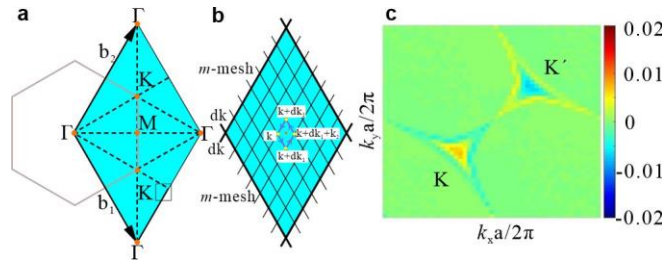 a
Γ
b₂
K
Γ
M
Γ
K
b₁
Γ
b
m-mesh
dk
dk
m-mesh
k+dk₂
k
k+dk₁+k₂
k+dk₁
c
K´
K
kᵧa/2π
kₓa/2π
0.02
0.01
0
-0.01
-0.02